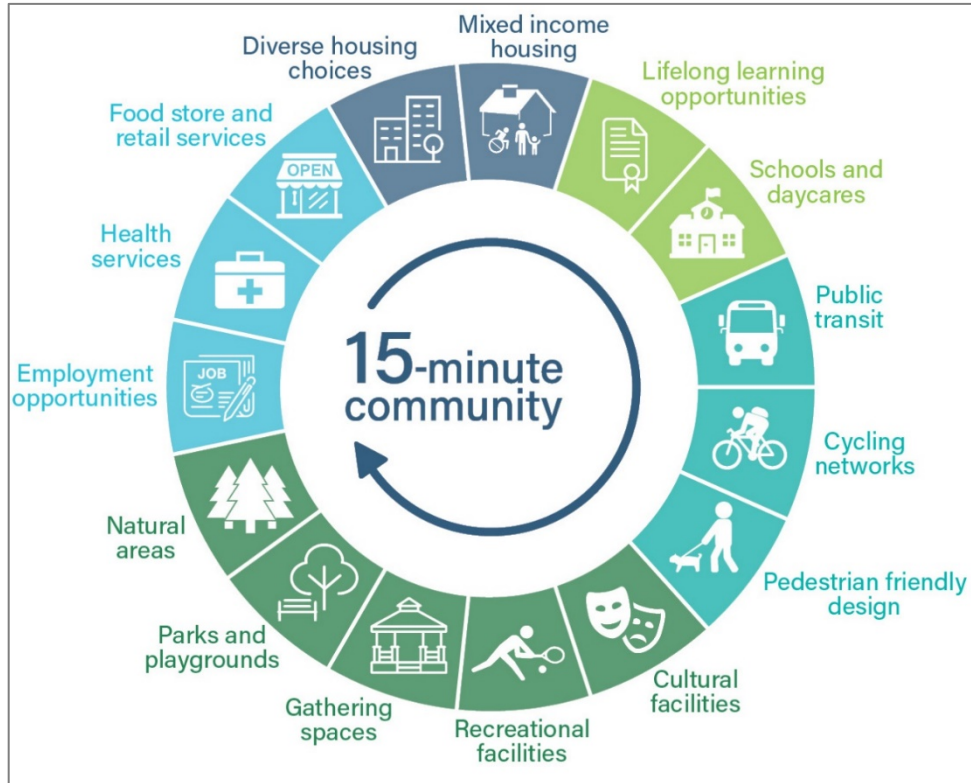 Mixed income
housing
Lifelong learning
opportunities
Schools and
daycares
Public
transit
Cycling
networks
Pedestrian friendly
design
Cultural
facilities
Recreational
facilities
Gathering
spaces
Parks and
playgrounds
Natural
areas
Employment
opportunities
Health
services
Food store and
retail services
Diverse housing
choices
OPEN
JOB
15-minute
community